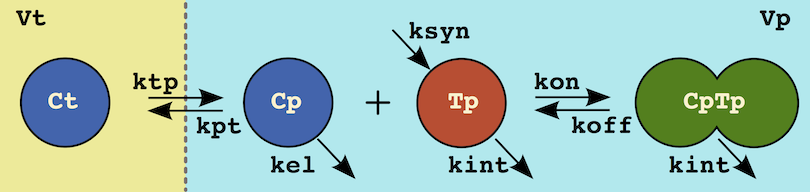 Vt
Vp
ksyn
ktp
kon
Ct
Cp
+
Tp
CpTp
kpt
koff
kel
kint
kint